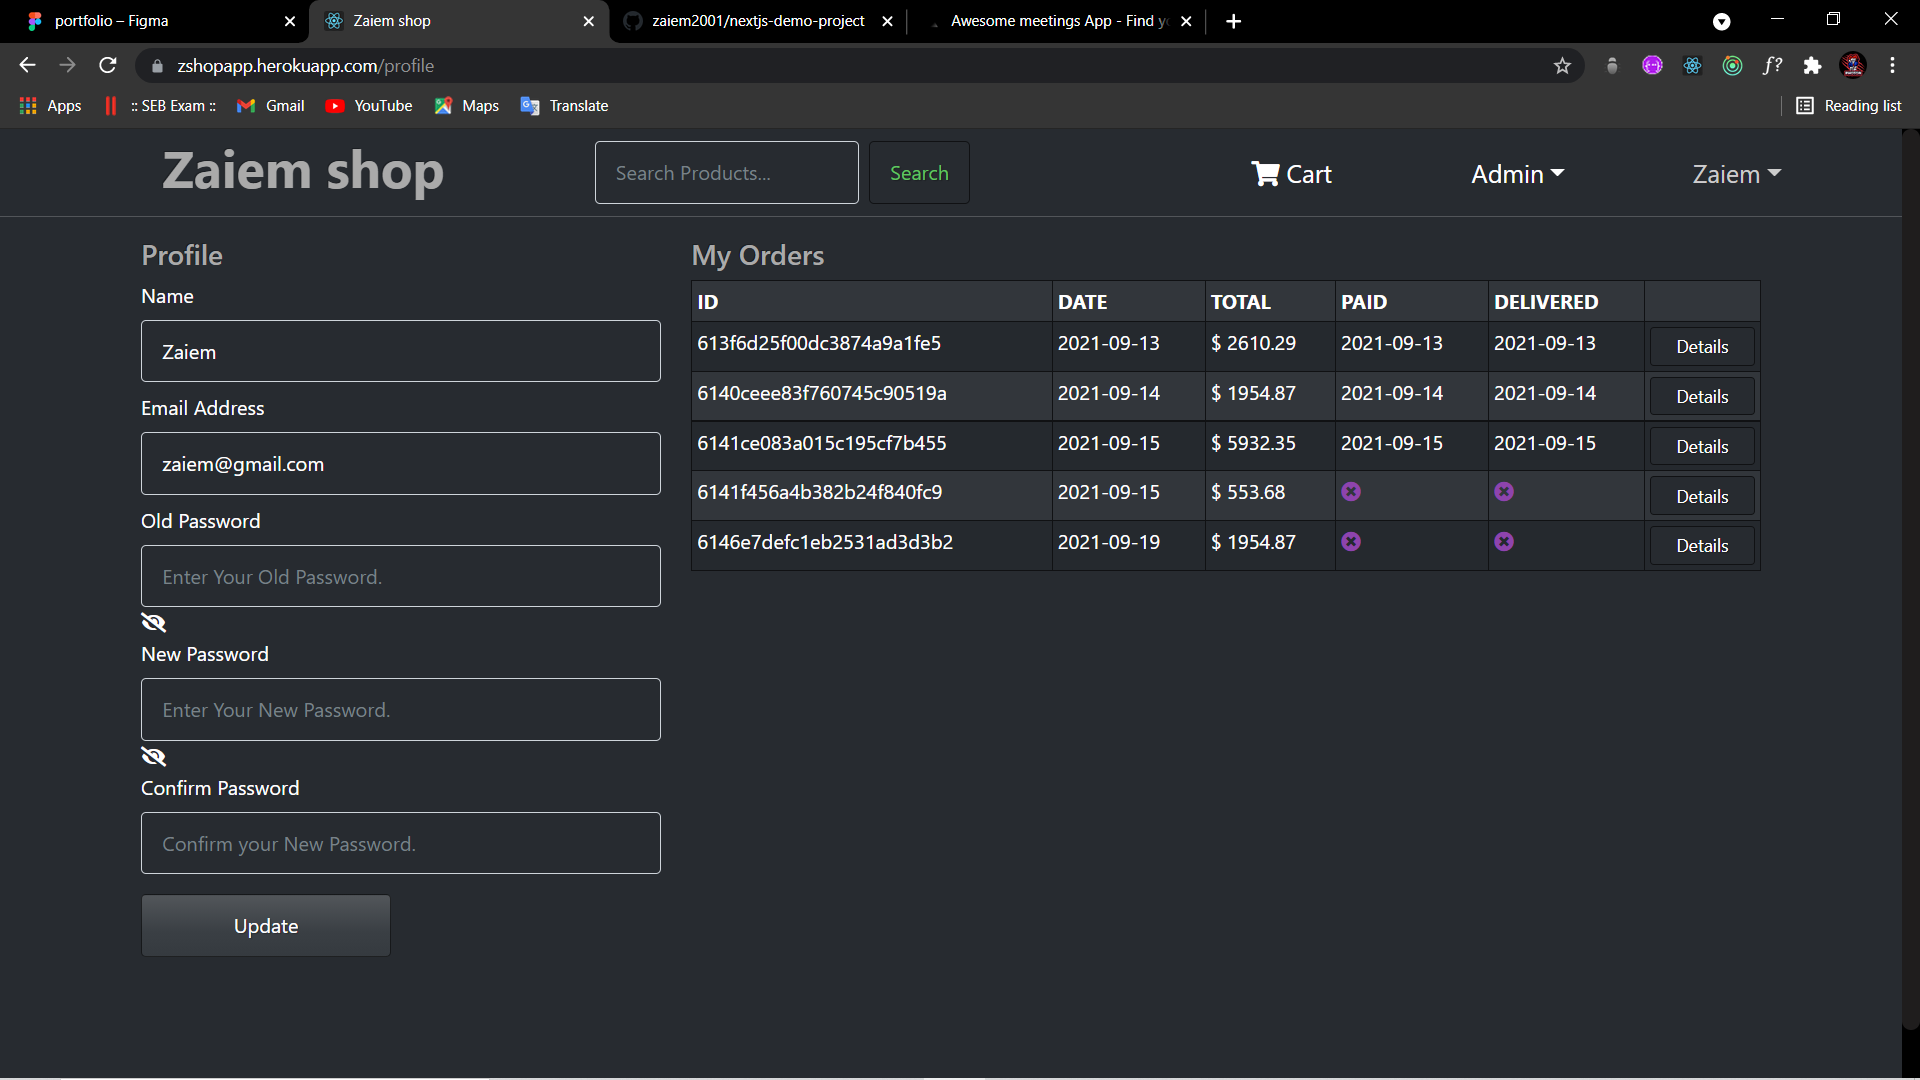 portfolio – Figma
Zaiem shop
zaiem2001/nextjs-demo-project
Awesome meetings App - Find
zshopapp.herokuapp.com/profile
f?
Apps
:: SEB Exam ::
Gmail
YouTube
Maps
Translate
Reading list
Zaiem shop
Search Products...
Search
Cart
Admin
Zaiem
Profile
Name
Zaiem
Email Address
zaiem@gmail.com
Old Password
Enter Your Old Password.
New Password
Enter Your New Password.
Confirm Password
Confirm your New Password.
Update
My Orders
ID DATE TOTAL PAID DELIVERED
613f6d25f00dc3874a9a1fe5 2021-09-13 $ 2610.29 2021-09-13 2021-09-13 Details
6140ceee83f760745c90519a 2021-09-14 $ 1954.87 2021-09-14 2021-09-14 Details
6141ce083a015c195cf7b455 2021-09-15 $ 5932.35 2021-09-15 2021-09-15 Details
6141f456a4b382b24f840fc9 2021-09-15 $ 553.68 Details
6146e7defc1eb2531ad3d3b2 2021-09-19 $ 1954.87 Details